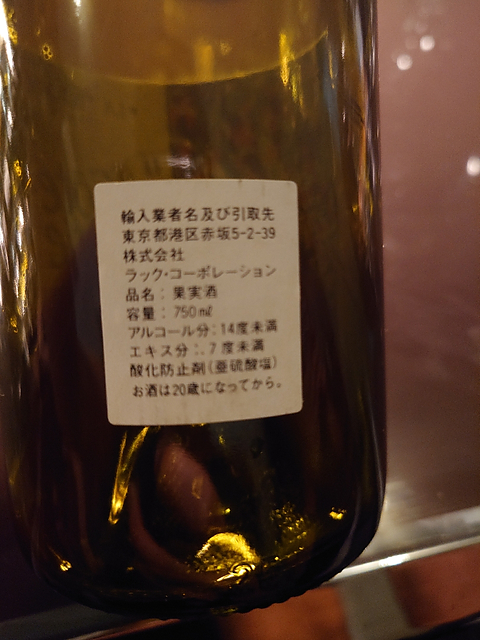 輸入業者名及び引取先
東京都港区赤坂5-2-39
株式会社
ラック・コーポレーション
品名：果実酒
容量：750㎖
アルコール分：14度未満
エキス分：.7度未満
酸化防止剤(亜硫酸塩)
お酒は20歳になってから。